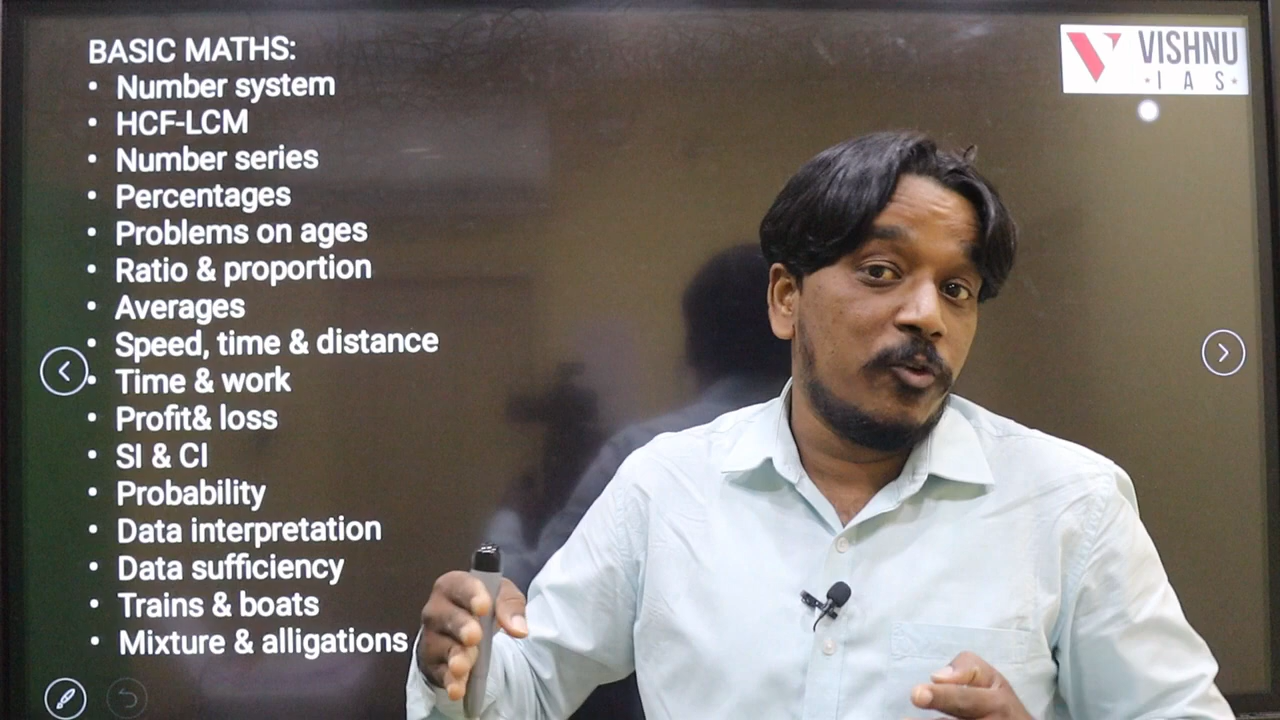 BASIC MATHS:
• Number system
• HCF-LCM
• Number series
• Percentages
• Problems on ages
• Ratio & proportion
• Averages
• Speed, time & distance
• Time & work
• Profit& loss
• SI & CI
• Probability
• Data interpretation
• Data sufficiency
• Trains & boats
• Mixture & alligations
VISHNU
IAS